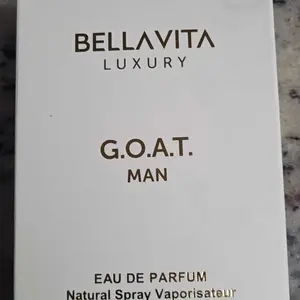 BELLAVITA
LUXURY
G.O.A.T.
MAN
EAU DE PARFUM
Natural Spray Vaporisateur